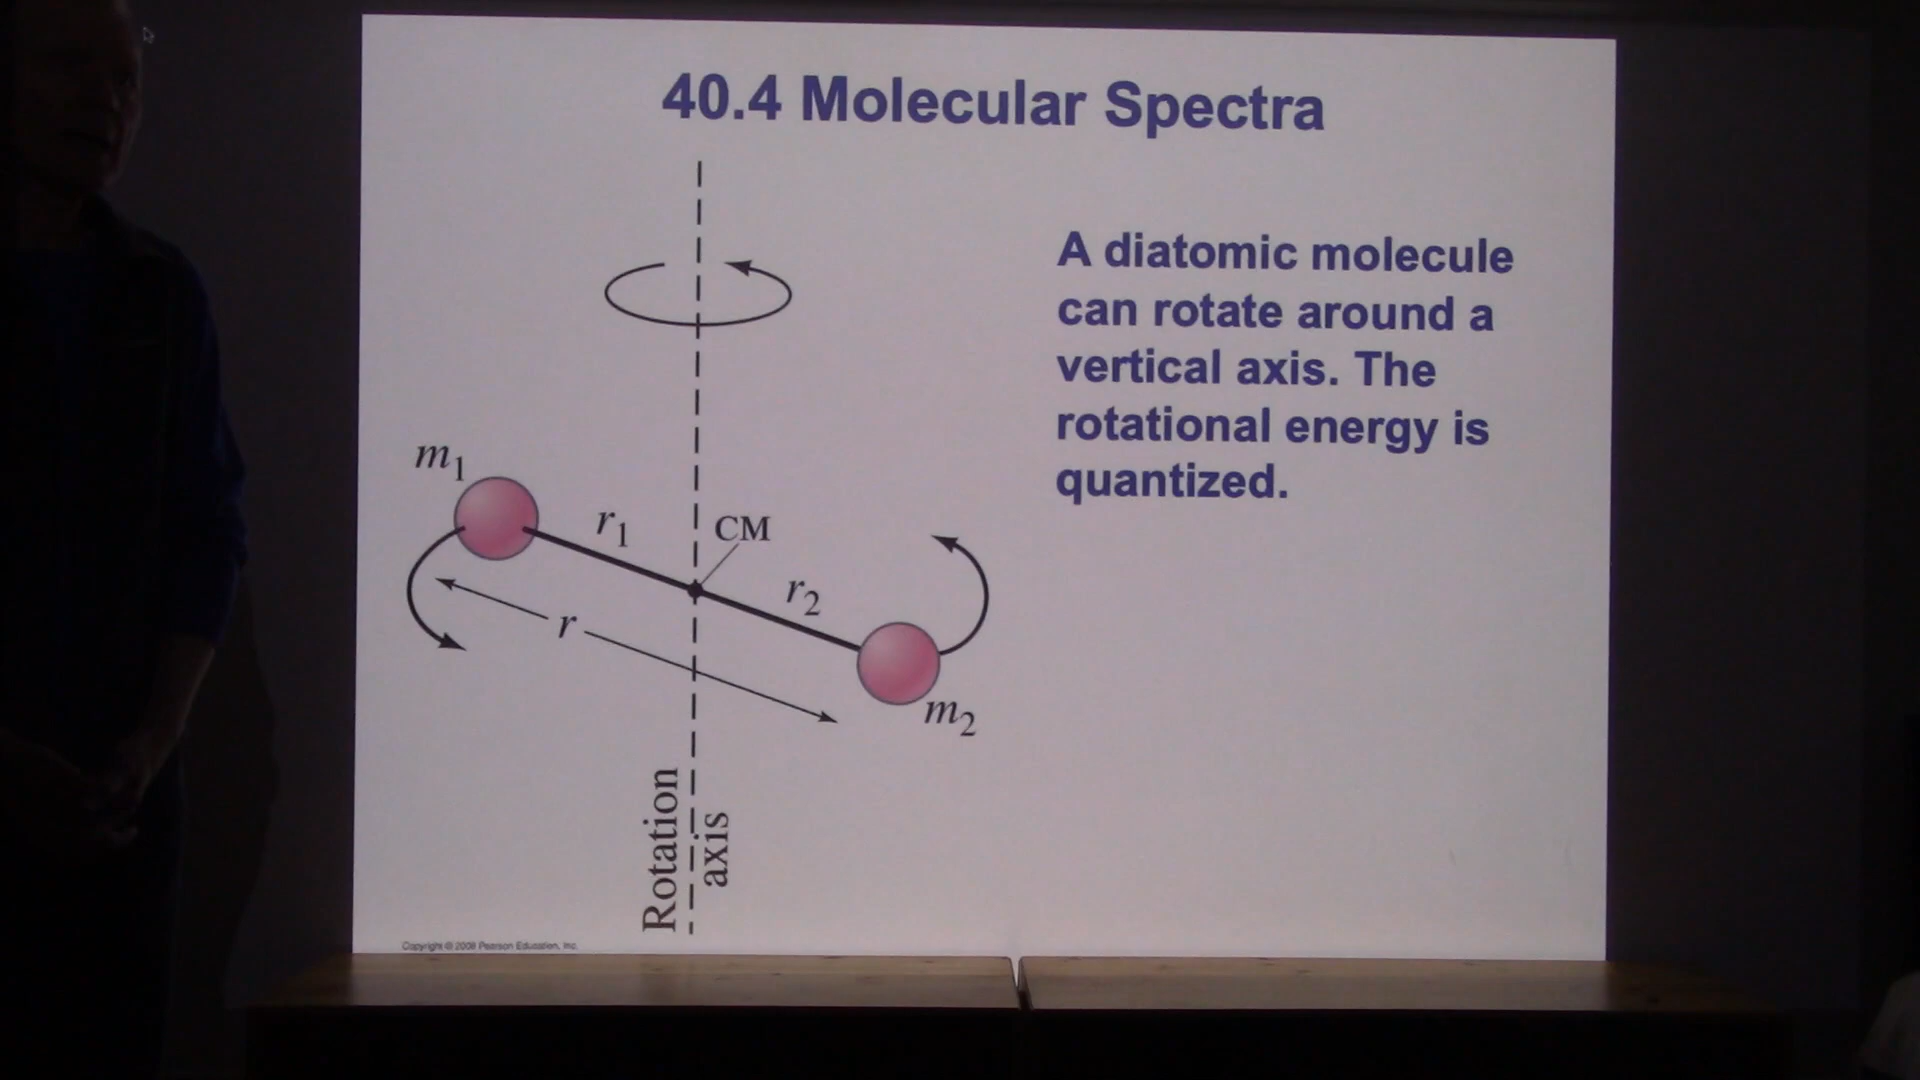 40.4 Molecular Spectra
A diatomic molecule
can rotate around a
vertical axis. The
rotational energy is
quantized.
m₁
r₁
CM
r₂
r
m₂
Rotation
axis
Copyright © 2008 Pearson Education, Inc.